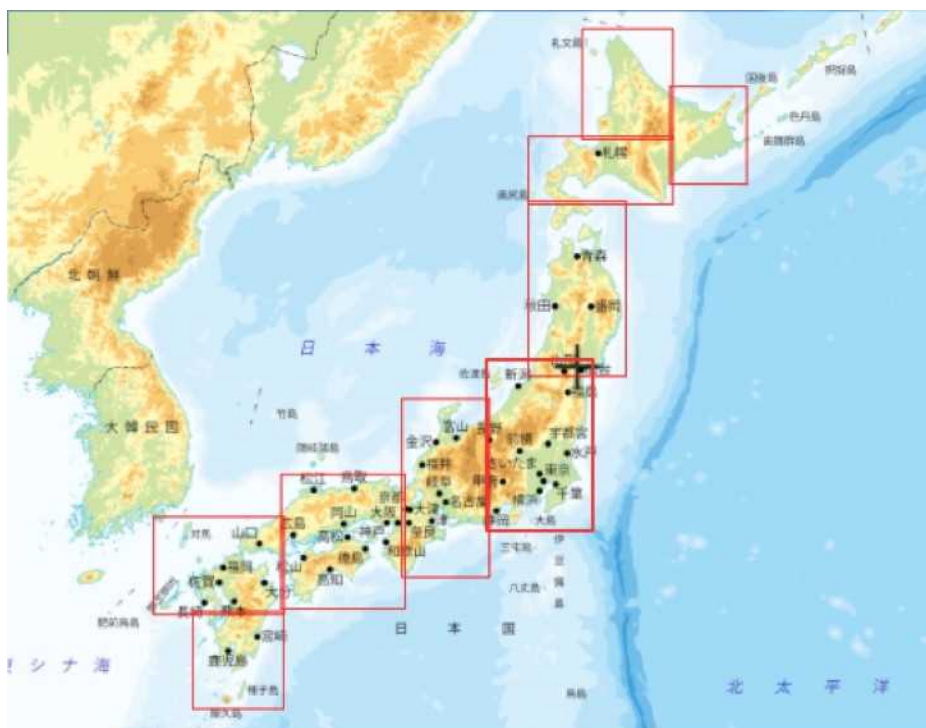 礼文島
国後島
択捉島
色丹島
歯舞群島
札幌
奥尻島
青森
北 朝 鮮
秋田
盛岡
日 本 海
佐渡島
新潟
福島
竹島
大 韓 民 国
隠岐諸島
富山
長野
宇都宮
金沢
前橋
水戸
福井
さいたま
松江
鳥取
岐阜
甲府
東京
京都
千葉
名古屋
横浜
大津
岡山
大阪
静岡
大島
対馬
山口
広島
津
高松
神戸
奈良
三宅島
伊豆諸島
和歌山
福岡
松山
徳島
佐賀
高知
大分
八丈島
長崎
熊本
肥前鳥島
日 本 国
宮崎
シ ナ 海
鹿児島
種子島
鳥島
北 太 平 洋
屋久島